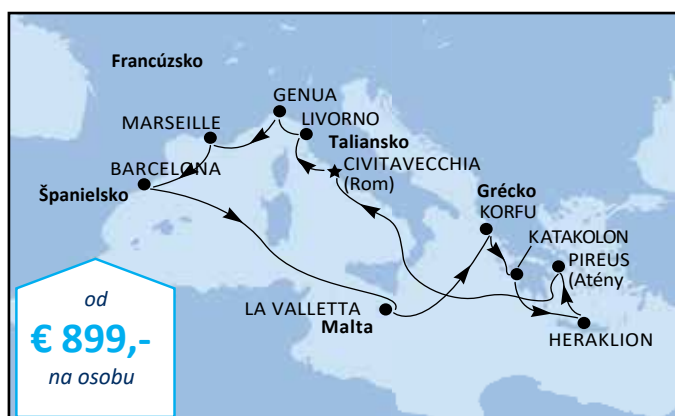 Francúzsko
GENUA
MARSEILLE
LIVORNO
Taliansko
CIVITAVECCHIA
(Rom)
BARCELONA
Španielsko
Grécko
KORFU
KATAKOLON
PIREUS
(Atény
LA VALLETTA
Malta
HERAKLION
od
€ 899,-
na osobu